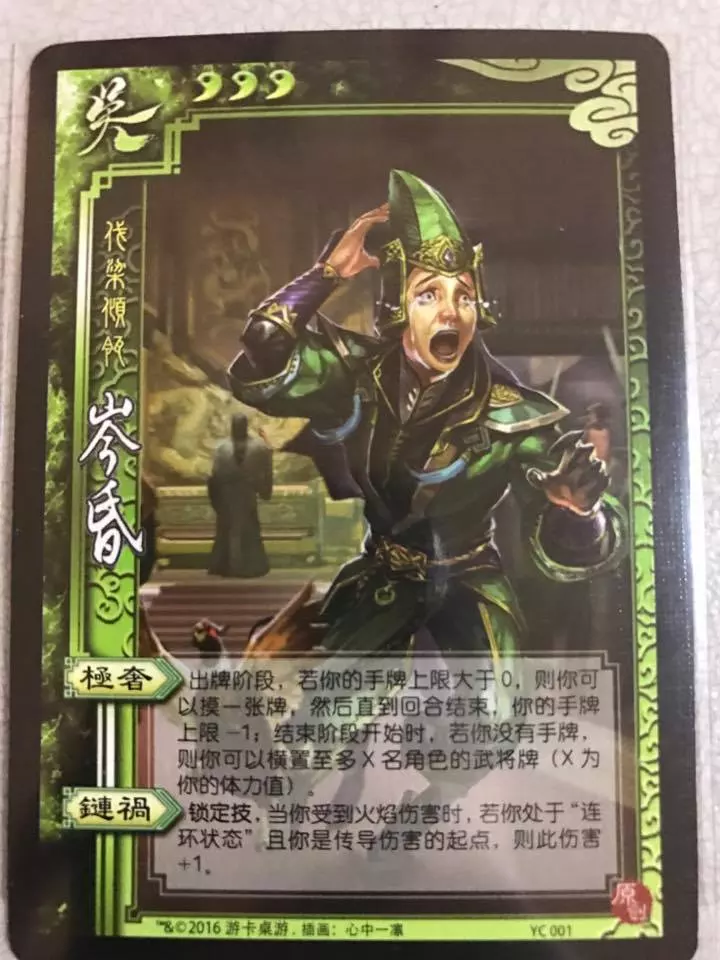 吴
伐梁傾瓴
岑昏
極奢
出牌阶段，若你的手牌上限大于0，则你可
以摸一张牌，然后直到回合结束，你的手牌
上限-1；结束阶段开始时，若你没有手牌，
则你可以横置至多X名角色的武将牌（X为
你的体力值）。
鏈禍
锁定技，当你受到火焰伤害时，若你处于“连
环状态”且你是传导伤害的起点，则此伤害
+1。
™&©2016 游卡桌游. 插画：心中一凛
YC 001
原创